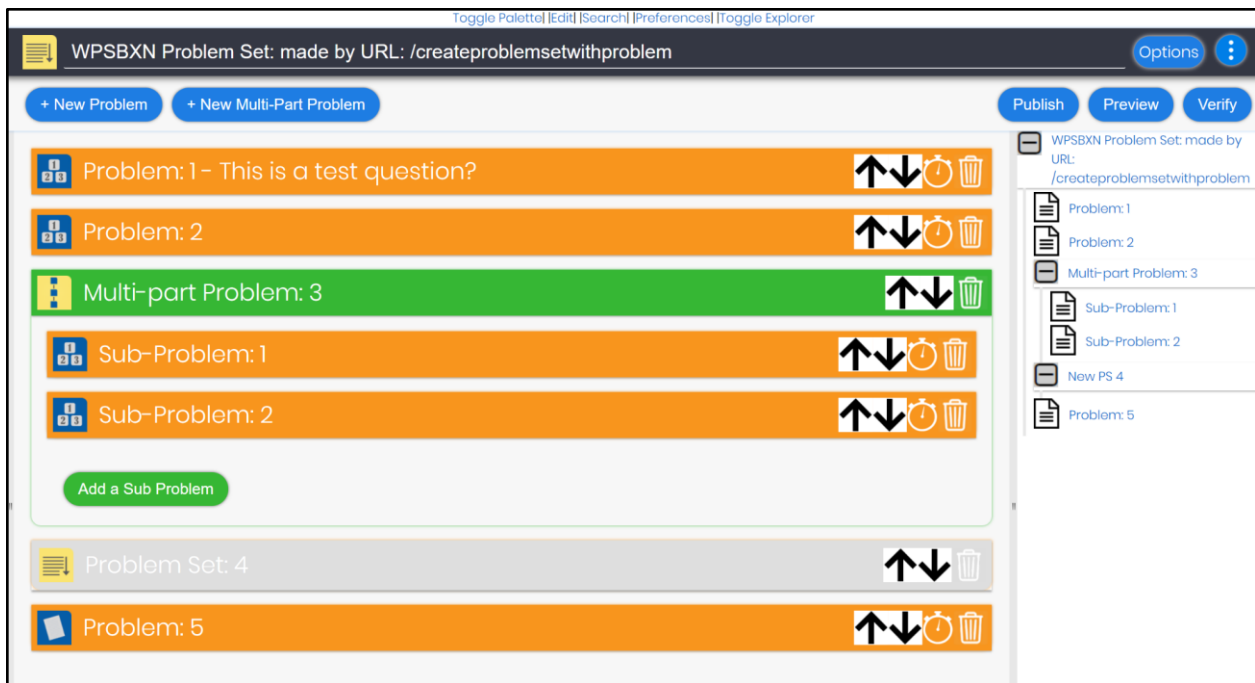 Toggle Palette| |Edit| |Search| |Preferences| |Toggle Explorer
WPSBXN Problem Set: made by URL: /createproblemsetwithproblem
Options
+ New Problem
+ New Multi-Part Problem
Publish
Preview
Verify
Problem: 1 - This is a test question?
Problem: 2
Multi-part Problem: 3
Sub-Problem: 1
Sub-Problem: 2
Add a Sub Problem
Problem Set: 4
Problem: 5
WPSBXN Problem Set: made by
URL:
/createproblemsetwithproblem
Problem: 1
Problem: 2
Multi-part Problem: 3
Sub-Problem: 1
Sub-Problem: 2
New PS 4
Problem: 5